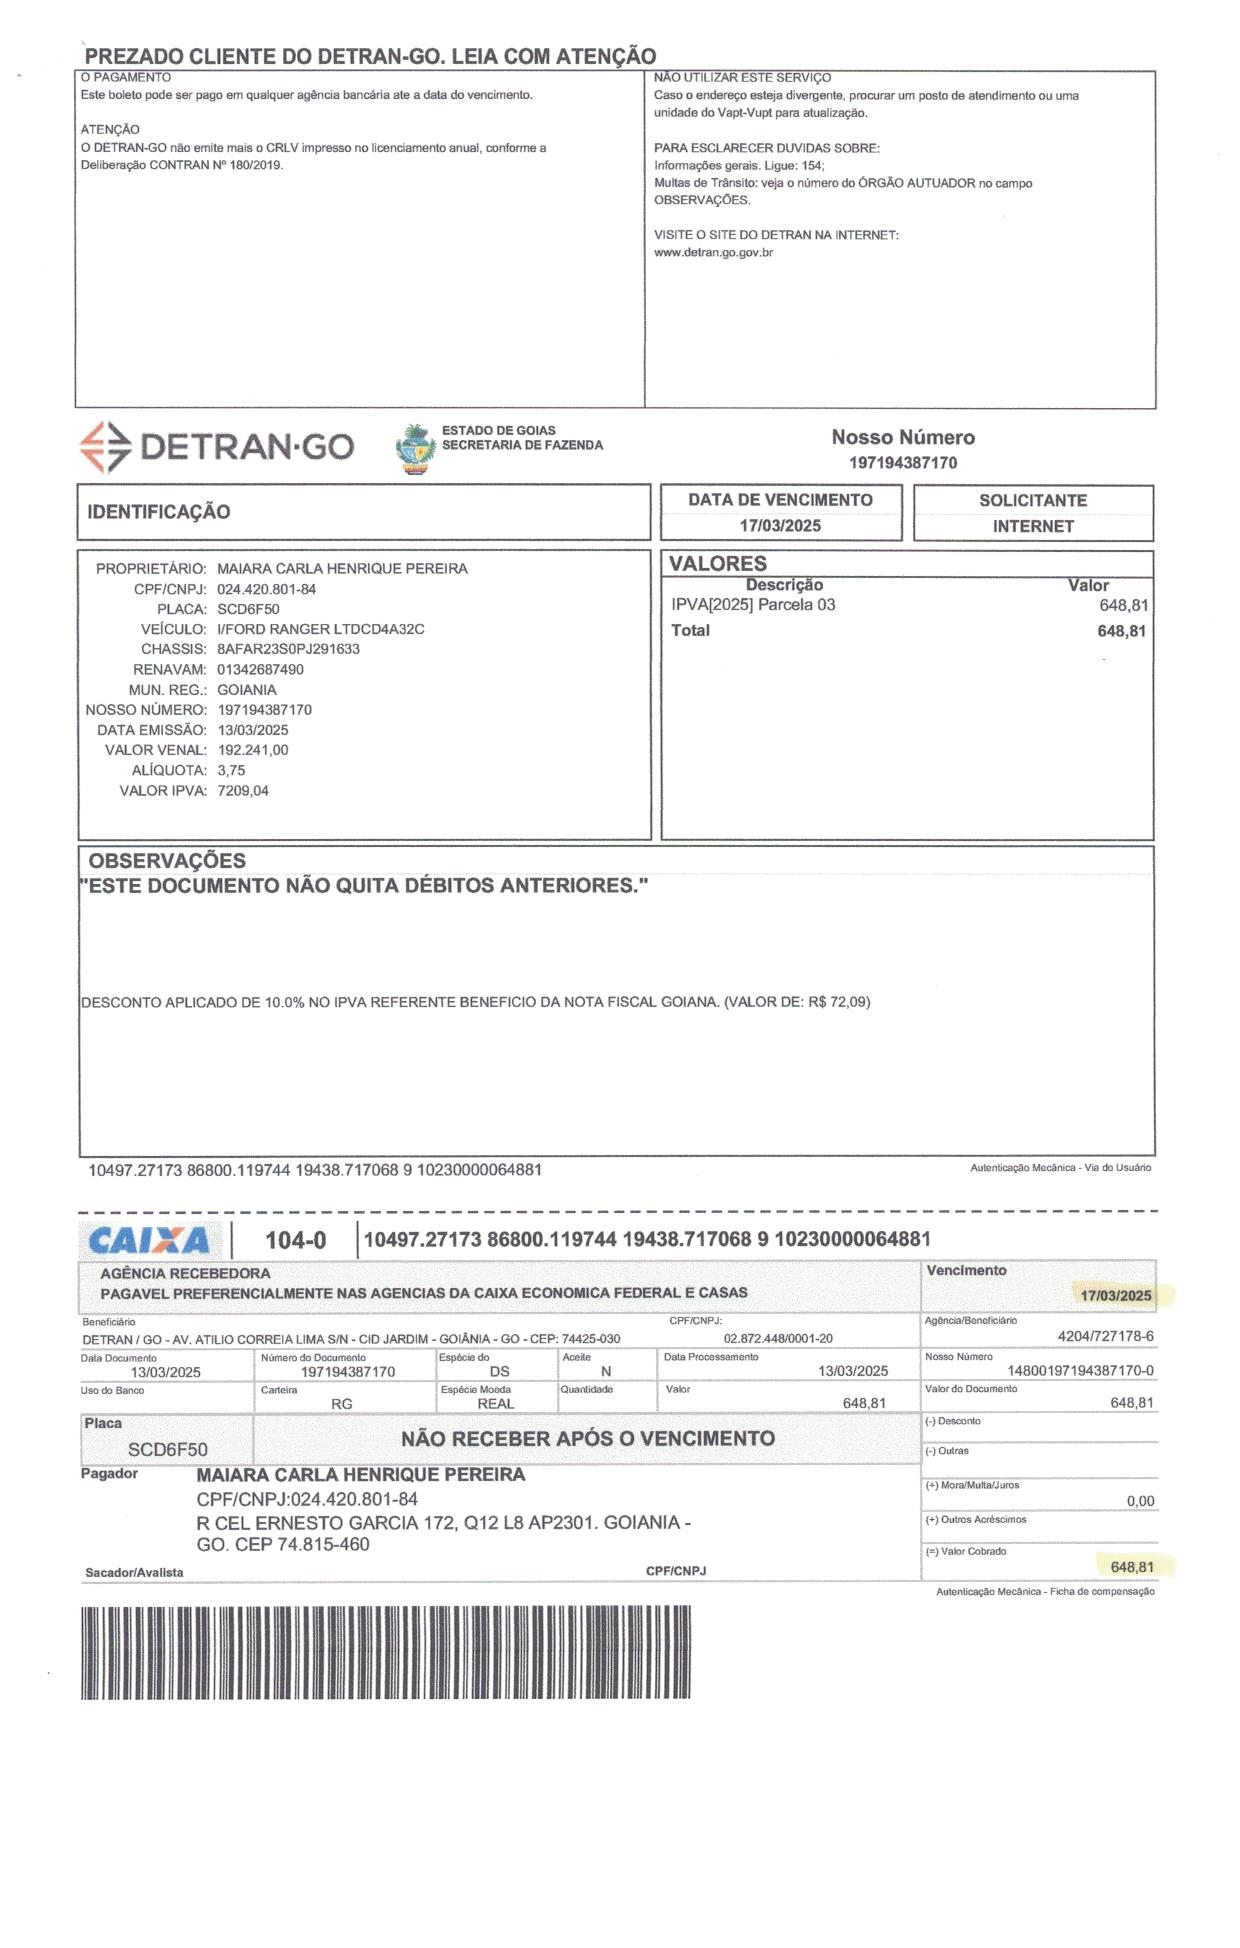 PREZADO CLIENTE DO DETRAN-GO. LEIA COM ATENÇÃO
O PAGAMENTO
Este boleto pode ser pago em qualquer agência bancária ate a data do vencimento.
ATENÇÃO
O DETRAN-GO não emite mais o CRLV impresso no licenciamento anual, conforme a
Deliberação CONTRAN Nº 180/2019.
NÃO UTILIZAR ESTE SERVIÇO
Caso o endereço esteja divergente, procurar um posto de atendimento ou uma
unidade do Vapt-Vupt para atualização.
PARA ESCLARECER DUVIDAS SOBRE:
Informações gerais. Ligue: 154;
Multas de Trânsito: veja o número do ÓRGÃO AUTUADOR no campo
OBSERVAÇÕES.
VISITE O SITE DO DETRAN NA INTERNET:
www.detran.go.gov.br
DETRAN·GO
ESTADO DE GOIAS
SECRETARIA DE FAZENDA
Nosso Número
197194387170
IDENTIFICAÇÃO
DATA DE VENCIMENTO
17/03/2025
SOLICITANTE
INTERNET
PROPRIETÁRIO: MAIARA CARLA HENRIQUE PEREIRA
CPF/CNPJ: 024.420.801-84
PLACA: SCD6F50
VEÍCULO: I/FORD RANGER LTDCD4A32C
CHASSIS: 8AFAR23S0PJ291633
RENAVAM: 01342687490
MUN. REG.: GOIANIA
NOSSO NÚMERO: 197194387170
DATA EMISSÃO: 13/03/2025
VALOR VENAL: 192.241,00
ALÍQUOTA: 3,75
VALOR IPVA: 7209,04
VALORES
Descrição Valor
IPVA[2025] Parcela 03 648,81
Total 648,81
OBSERVAÇÕES
"ESTE DOCUMENTO NÃO QUITA DÉBITOS ANTERIORES."
DESCONTO APLICADO DE 10.0% NO IPVA REFERENTE BENEFICIO DA NOTA FISCAL GOIANA. (VALOR DE: R$ 72,09)
10497.27173 86800.119744 19438.717068 9 10230000064881
Autenticação Mecânica - Via do Usuário
CAIXA 104-0 10497.27173 86800.119744 19438.717068 9 10230000064881
AGÊNCIA RECEBEDORA
PAGAVEL PREFERENCIALMENTE NAS AGENCIAS DA CAIXA ECONOMICA FEDERAL E CASAS
Vencimento
17/03/2025
Beneficiário CPF/CNPJ:
DETRAN / GO - AV. ATILIO CORREIA LIMA S/N - CID JARDIM - GOIÂNIA - GO - CEP: 74425-030 02.872.448/0001-20
Agência/Beneficiário
4204/727178-6
Data Documento Número do Documento Espécie do Aceite Data Processamento Nosso Número
13/03/2025 197194387170 DS N 13/03/2025 14800197194387170-0
Uso do Banco Carteira Espécie Moeda Quantidade Valor Valor do Documento
RG REAL 648,81 648,81
Placa
SCD6F50
NÃO RECEBER APÓS O VENCIMENTO
(-) Desconto
(-) Outras
Pagador MAIARA CARLA HENRIQUE PEREIRA
CPF/CNPJ:024.420.801-84
R CEL ERNESTO GARCIA 172, Q12 L8 AP2301. GOIANIA -
GO. CEP 74.815-460
(+) Mora/Multa/Juros
0,00
(+) Outros Acréscimos
(=) Valor Cobrado
648,81
Sacador/Avalista CPF/CNPJ
Autenticação Mecânica - Ficha de compensação